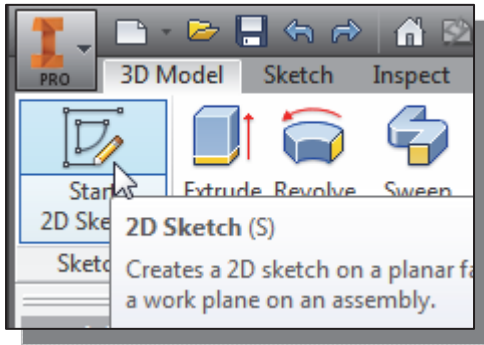 PRO 3D Model Sketch Inspect
Extrude Revolve Sweep
2D Ske
2D Sketch (S)
Sketc
Creates a 2D sketch on a planar fa
a work plane on an assembly.